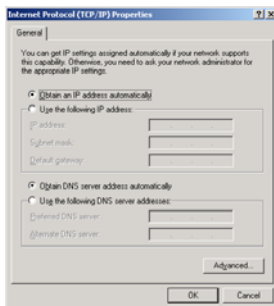 Internet Protocol (TCP/IP) Properties
General
You can get IP settings assigned automatically if your network supports
this capability. Otherwise, you need to ask your network administrator for
the appropriate IP settings.
Obtain an IP address automatically
Use the following IP address:
IP address:
Subnet mask:
Default gateway:
Obtain DNS server address automatically
Use the following DNS server addresses:
Preferred DNS server:
Alternate DNS server:
Advanced...
OK
Cancel